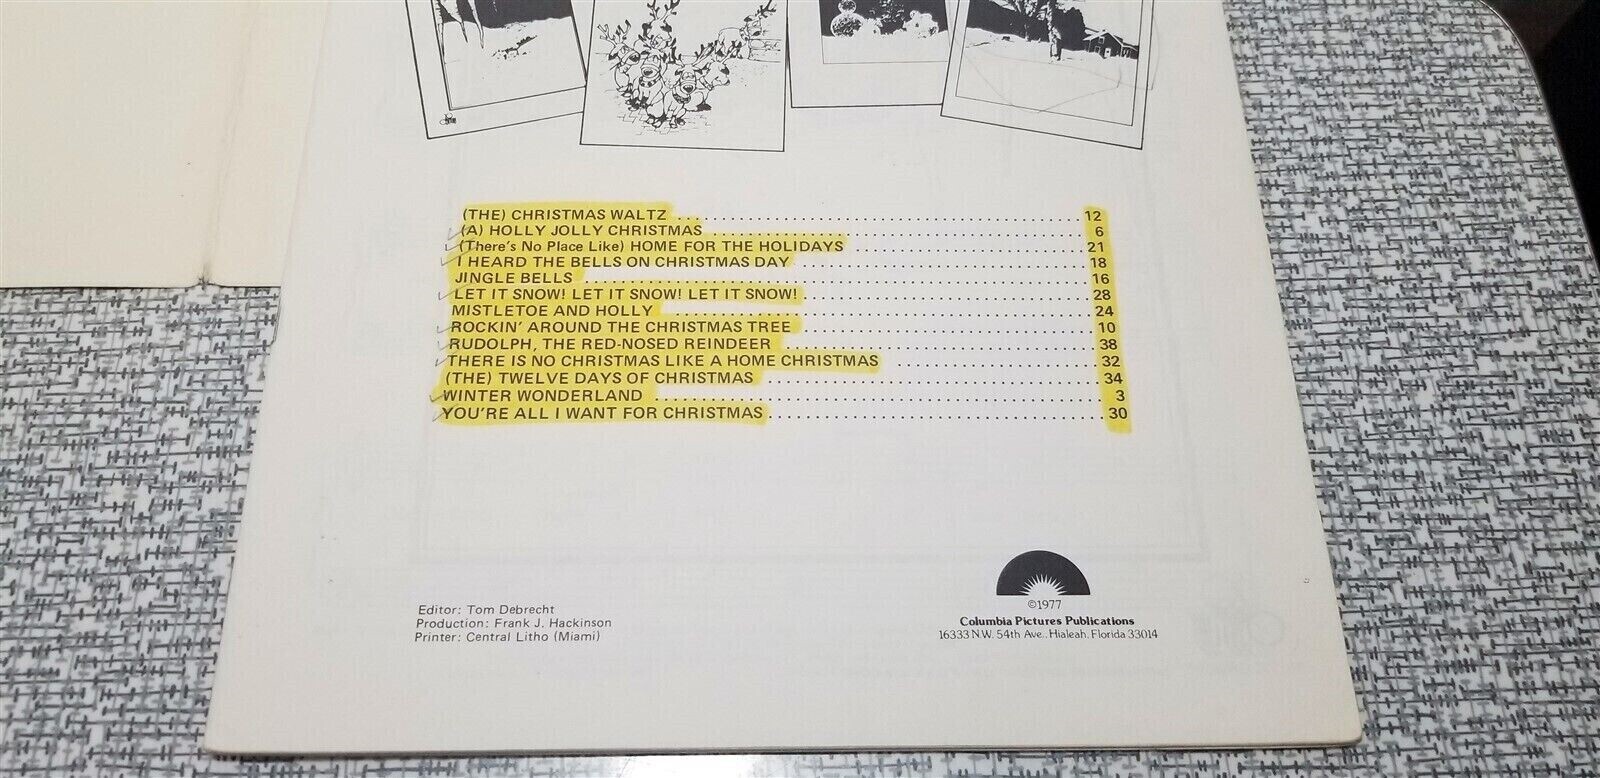 (THE) CHRISTMAS WALTZ .......... 12
(A) HOLLY JOLLY CHRISTMAS .......... 6
(There's No Place Like) HOME FOR THE HOLIDAYS .......... 21
I HEARD THE BELLS ON CHRISTMAS DAY .......... 18
JINGLE BELLS .......... 16
LET IT SNOW! LET IT SNOW! LET IT SNOW! .......... 28
MISTLETOE AND HOLLY .......... 24
ROCKIN' AROUND THE CHRISTMAS TREE .......... 10
RUDOLPH, THE RED-NOSED REINDEER .......... 38
THERE IS NO CHRISTMAS LIKE A HOME CHRISTMAS .......... 32
(THE) TWELVE DAYS OF CHRISTMAS .......... 34
WINTER WONDERLAND .......... 3
YOU'RE ALL I WANT FOR CHRISTMAS .......... 30
Editor: Tom Debrecht
Production: Frank J. Hackinson
Printer: Central Litho (Miami)
©1977
Columbia Pictures Publications
16333 N.W. 54th Ave., Hialeah, Florida 33014